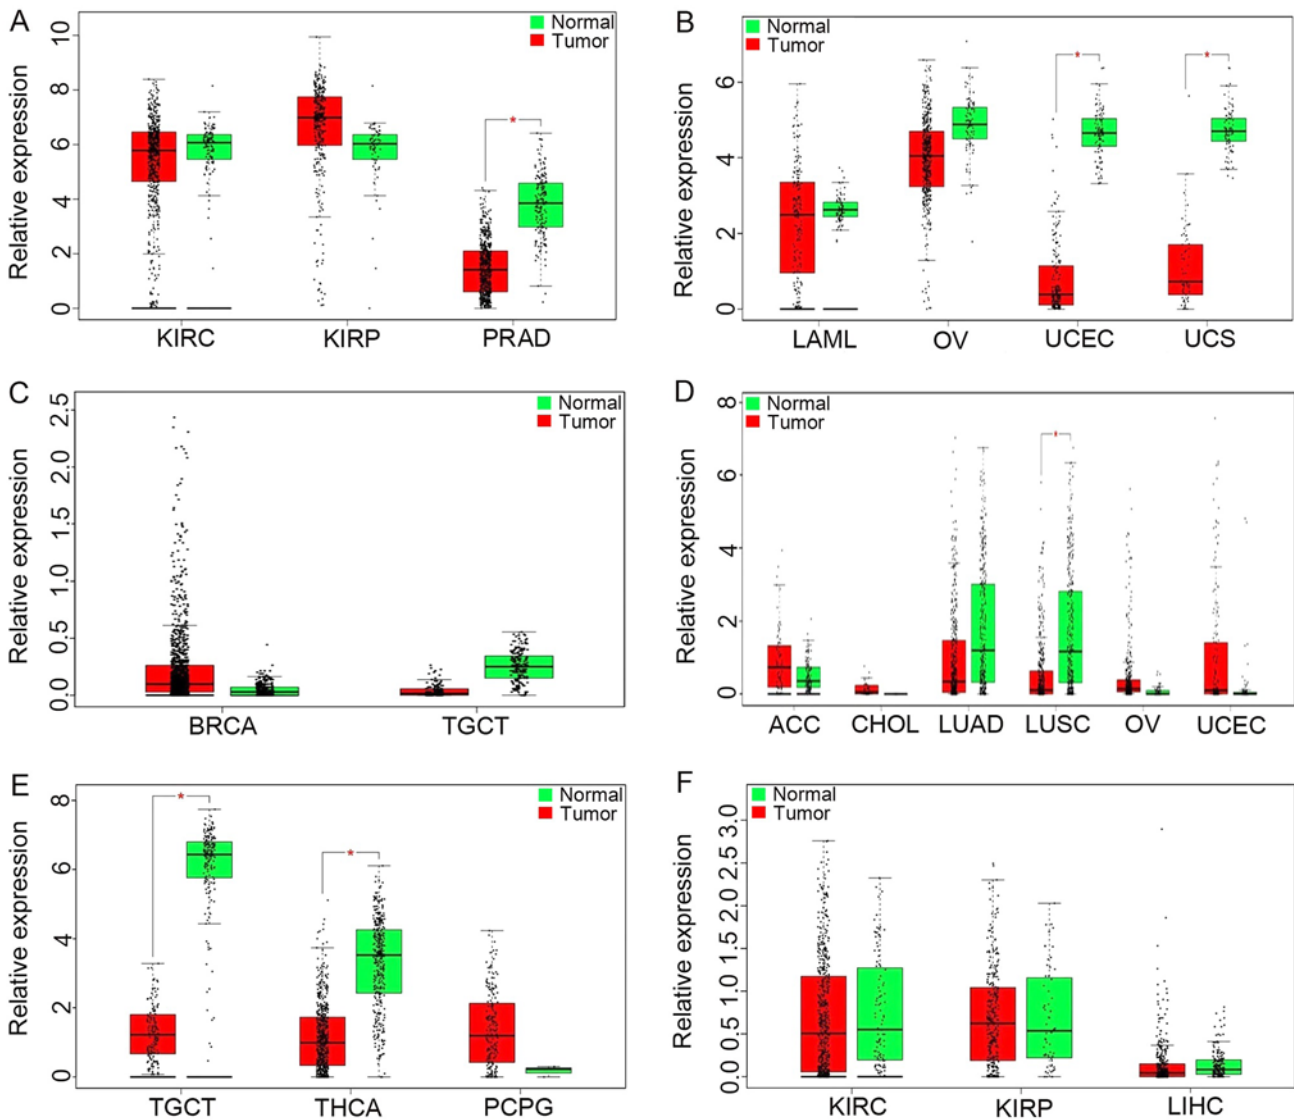 A
Relative expression
10
8
6
4
2
0
Normal
Tumor
*
KIRC KIRP PRAD
B
Relative expression
6
4
2
0
Normal
Tumor
* *
LAML OV UCEC UCS
C
Relative expression
2.5
2.0
1.5
1.0
0.5
0.0
Normal
Tumor
BRCA TGCT
D
Relative expression
8
6
4
2
0
Normal
Tumor
*
ACC CHOL LUAD LUSC OV UCEC
E
Relative expression
8
6
4
2
0
Normal
Tumor
* *
TGCT THCA PCPG
F
Relative expression
3.0
2.5
2.0
1.5
1.0
0.5
0.0
Normal
Tumor
KIRC KIRP LIHC